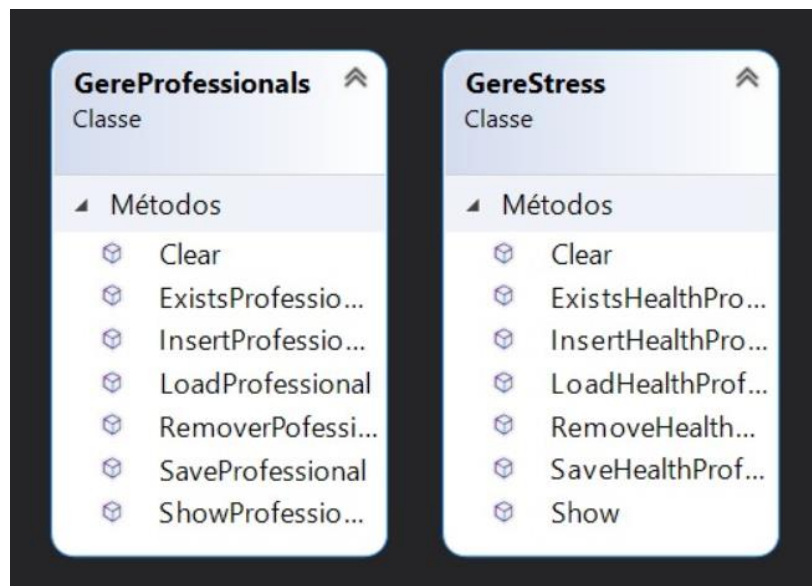 GereProfessionals
Classe
Métodos
Clear
ExistsProfessio...
InsertProfessio...
LoadProfessional
RemoverPofessi...
SaveProfessional
ShowProfessio...
GereStress
Classe
Métodos
Clear
ExistsHealthPro...
InsertHealthPro...
LoadHealthProf...
RemoveHealth...
SaveHealthProf...
Show